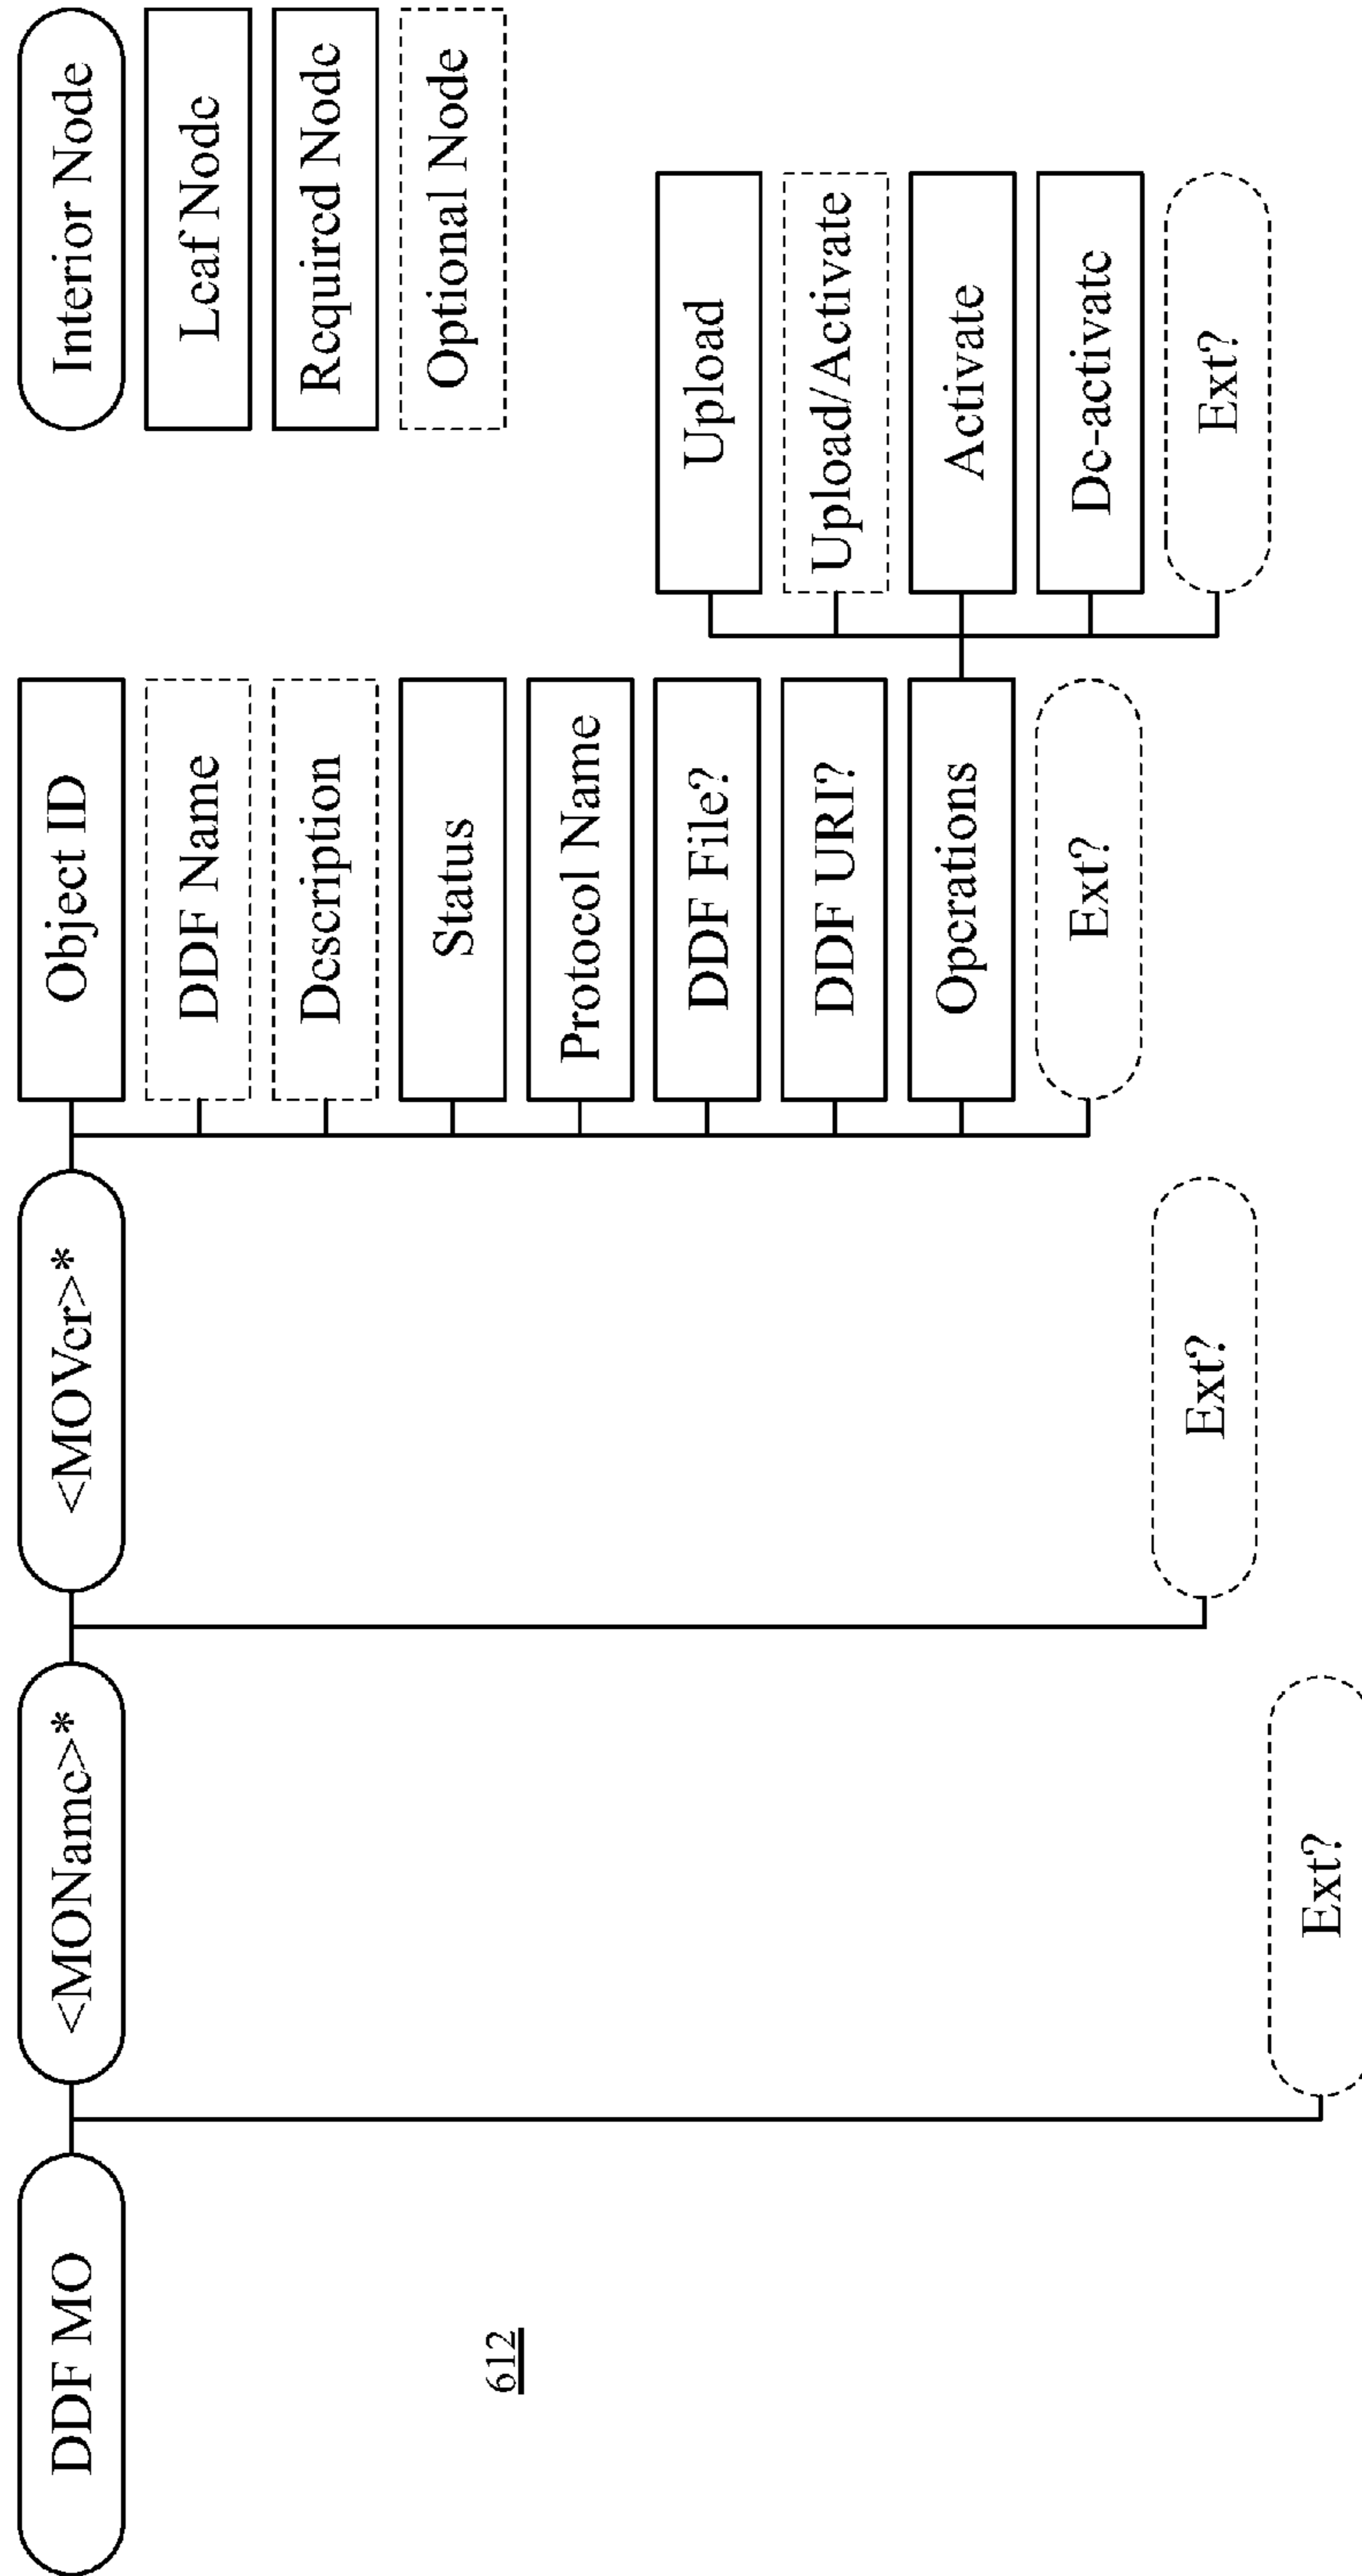 DDF MO
<MOName>*
<MOVer>*
Object ID
DDF Name
Description
Status
Protocol Name
DDF File?
DDF URI?
Operations
Ext?
Upload
Upload/Activate
Activate
De-activate
Ext?
Ext?
Ext?
Interior Node
Leaf Node
Required Node
Optional Node
612